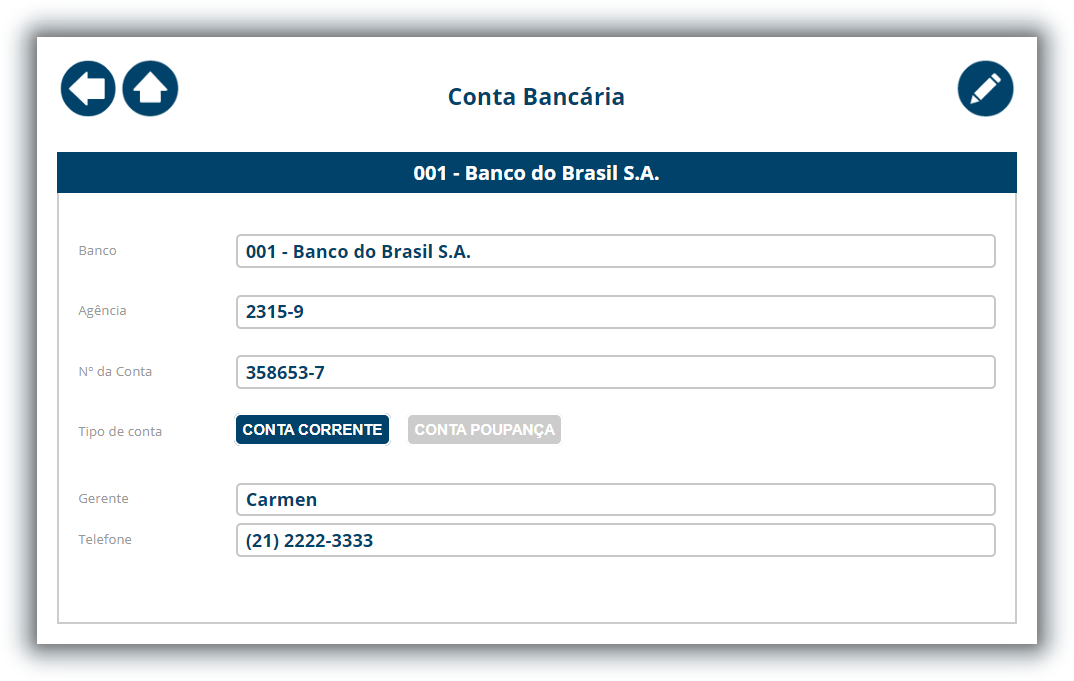 Conta Bancária
001 - Banco do Brasil S.A.
Banco 001 - Banco do Brasil S.A.
Agência 2315-9
Nº da Conta 358653-7
Tipo de conta CONTA CORRENTE CONTA POUPANÇA
Gerente Carmen
Telefone (21) 2222-3333